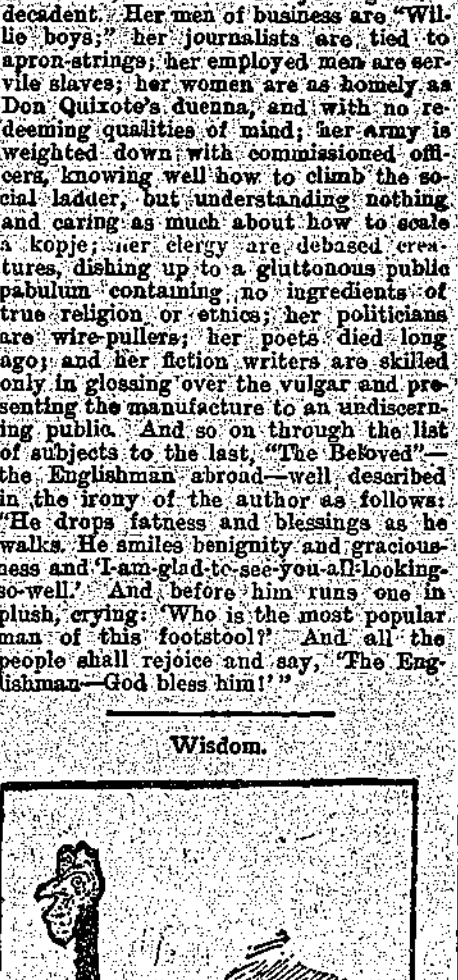 decadent. Her men of business are "Wil-
lie boys;" her journalists are tied to
apron-strings; her employed men are ser-
vile slaves; her women are as homely as
Don Quixote's duenna, and with no re-
deeming qualities of mind; her army is
weighted down with commissioned offi-
cers, knowing well how to climb the so-
cial ladder, but understanding nothing
and caring as much about how to scale
a kopje; her clergy are debased crea-
tures, dishing up to a gluttonous public
pabulum containing no ingredients of
true religion or ethics; her politicians
are wire-pullers; her poets died long
ago; and her fiction writers are skilled
only in glossing over the vulgar and pre-
senting the manufacture to an undiscern-
ing public. And so on through the list
of subjects to the last, "The Beloved"—
the Englishman abroad—well described
in the irony of the author as follows:
"He drops fatness and blessings as he
walks. He smiles benignity and gracious-
ness and 'I-am-glad-to-see-you-all-looking-
so-well.' And before him runs one in
plush, crying: 'Who is the most popular
man of this footstool?' And all the
people shall rejoice and say, 'The Eng-
lishman—God bless him!'"
Wisdom.